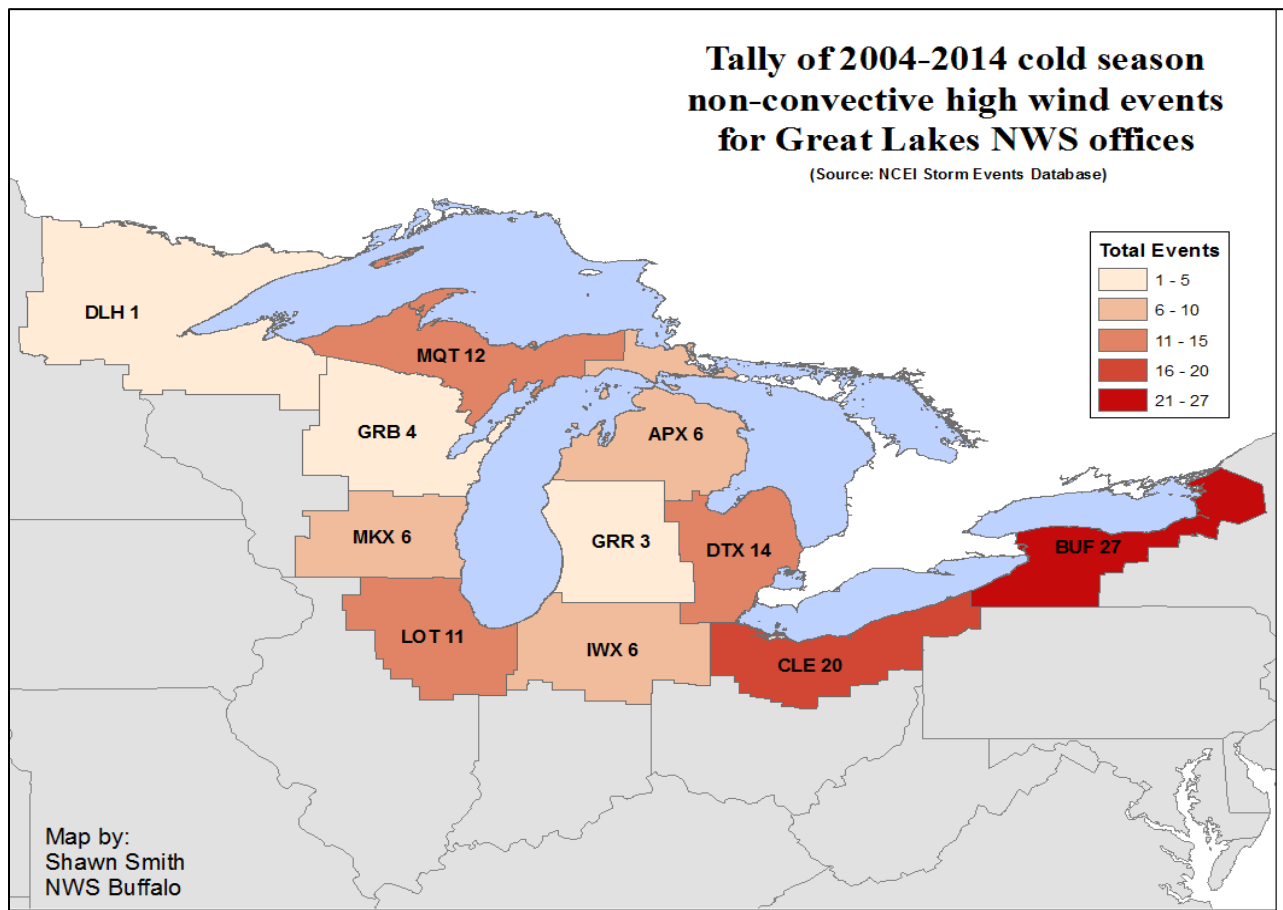 Tally of 2004-2014 cold season
non-convective high wind events
for Great Lakes NWS offices
(Source: NCEI Storm Events Database)
Total Events
1 - 5
6 - 10
11 - 15
16 - 20
21 - 27
DLH 1
MQT 12
GRB 4
APX 6
MKX 6
GRR 3
DTX 14
BUF 27
LOT 11
IWX 6
CLE 20
Map by:
Shawn Smith
NWS Buffalo